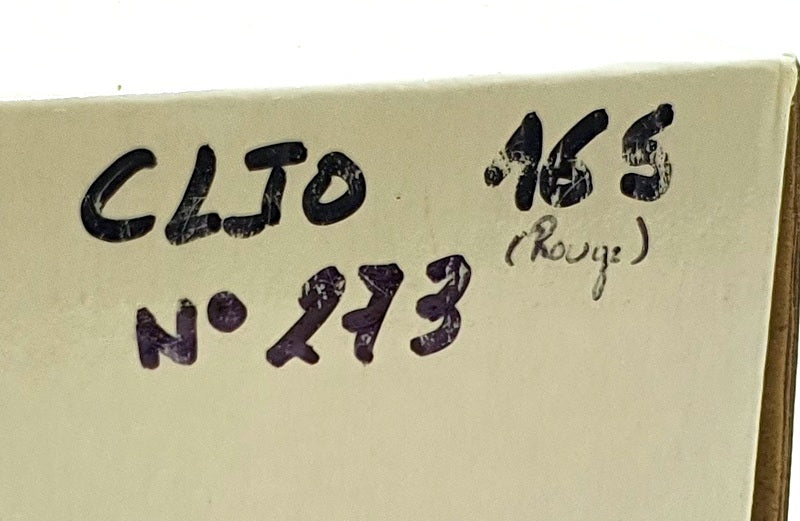 CLIO 16S
(Rouge)
N° 273